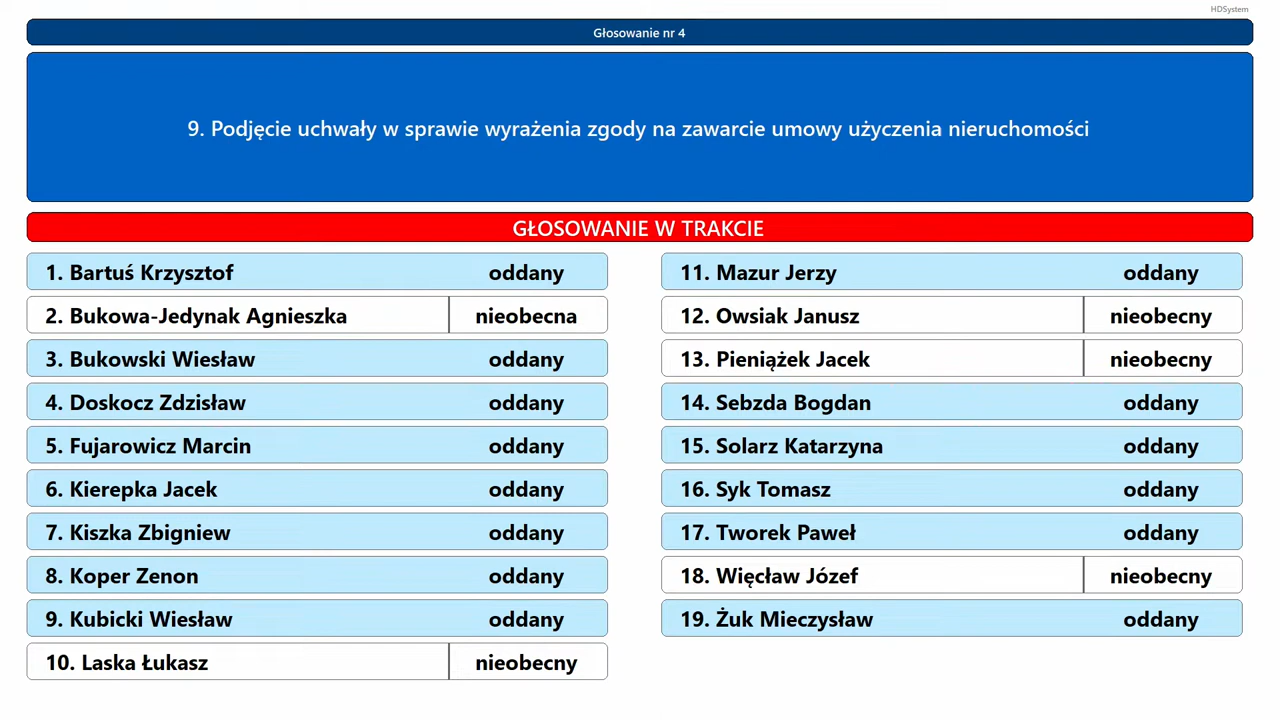 HDSystem
Głosowanie nr 4
9. Podjęcie uchwały w sprawie wyrażenia zgody na zawarcie umowy użyczenia nieruchomości
GŁOSOWANIE W TRAKCIE
1. Bartuś Krzysztof oddany
2. Bukowa-Jedynak Agnieszka nieobecna
3. Bukowski Wiesław oddany
4. Doskocz Zdzisław oddany
5. Fujarowicz Marcin oddany
6. Kierepka Jacek oddany
7. Kiszka Zbigniew oddany
8. Koper Zenon oddany
9. Kubicki Wiesław oddany
10. Laska Łukasz nieobecny
11. Mazur Jerzy oddany
12. Owsiak Janusz nieobecny
13. Pieniążek Jacek nieobecny
14. Sebzda Bogdan oddany
15. Solarz Katarzyna oddany
16. Syk Tomasz oddany
17. Tworek Paweł oddany
18. Więcław Józef nieobecny
19. Żuk Mieczysław oddany